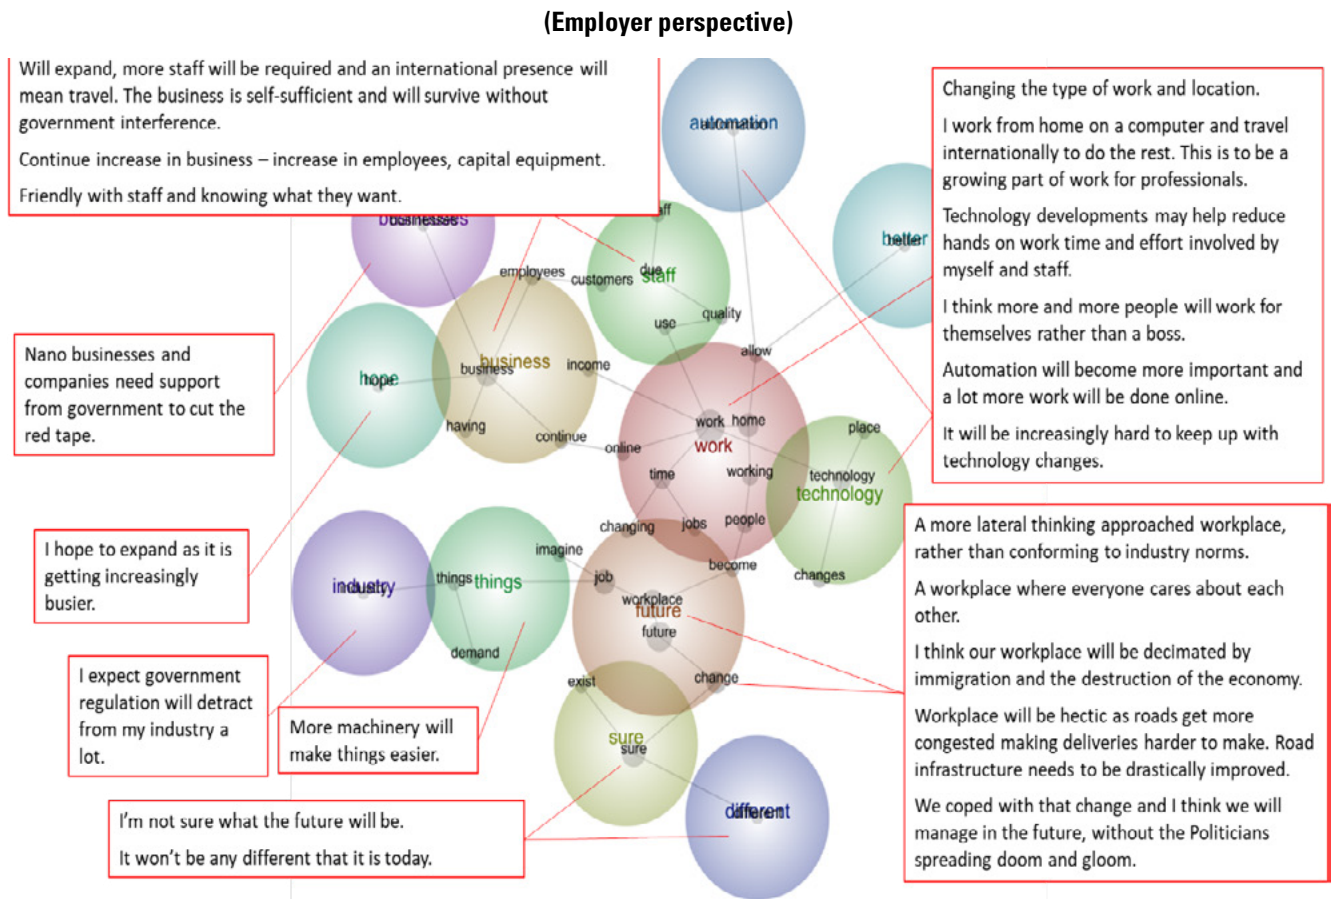 (Employer perspective)
Will expand, more staff will be required and an international presence will
mean travel. The business is self-sufficient and will survive without
government interference.
Continue increase in business – increase in employees, capital equipment.
Friendly with staff and knowing what they want.
automation
automation
Changing the type of work and location.
I work from home on a computer and travel
internationally to do the rest. This is to be a
growing part of work for professionals.
Technology developments may help reduce
hands on work time and effort involved by
myself and staff.
I think more and more people will work for
themselves rather than a boss.
Automation will become more important and
a lot more work will be done online.
It will be increasingly hard to keep up with
technology changes.
businesses
businesses
better
better
employees
customers
due
staff
use
quality
business
business
income
allow
hope
hope
having
continue
online
work
home
work
time
working
place
technology
technology
changing
jobs
people
changes
Nano businesses and
companies need support
from government to cut the
red tape.
I hope to expand as it is
getting increasingly
busier.
imagine
job
become
industry
industry
things
things
workplace
future
future
demand
exist
change
sure
sure
different
different
I expect government
regulation will detract
from my industry a
lot.
More machinery will
make things easier.
I'm not sure what the future will be.
It won't be any different that it is today.
A more lateral thinking approached workplace,
rather than conforming to industry norms.
A workplace where everyone cares about each
other.
I think our workplace will be decimated by
immigration and the destruction of the economy.
Workplace will be hectic as roads get more
congested making deliveries harder to make. Road
infrastructure needs to be drastically improved.
We coped with that change and I think we will
manage in the future, without the Politicians
spreading doom and gloom.